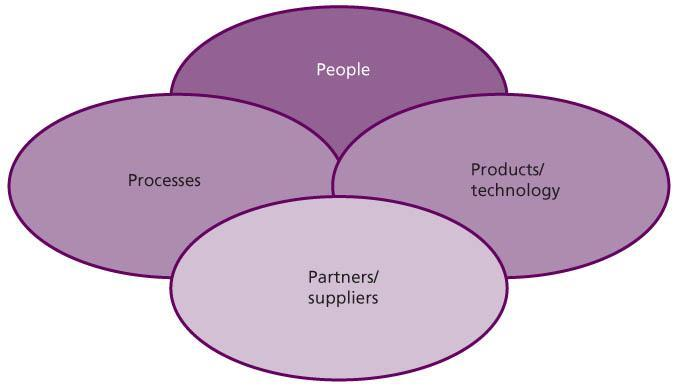 People
Processes
Products/
technology
Partners/
suppliers